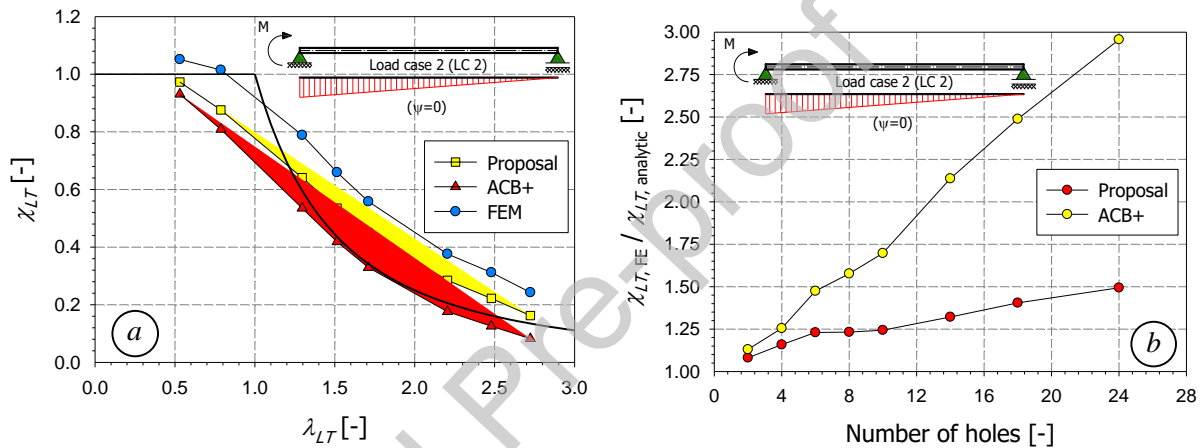 1.2
1.0
0.8
0.6
0.4
0.2
0.0
χLT [-]
M
Load case 2 (LC 2)
(ψ=0)
Proposal
ACB+
FEM
a
0.0 0.5 1.0 1.5 2.0 2.5 3.0
λLT [-]
3.00
2.75
2.50
2.25
2.00
1.75
1.50
1.25
1.00
χLT, FE / χLT, analytic [-]
M
Load case 2 (LC 2)
(ψ=0)
Proposal
ACB+
b
0 4 8 12 16 20 24 28
Number of holes [-]
Pre-proof